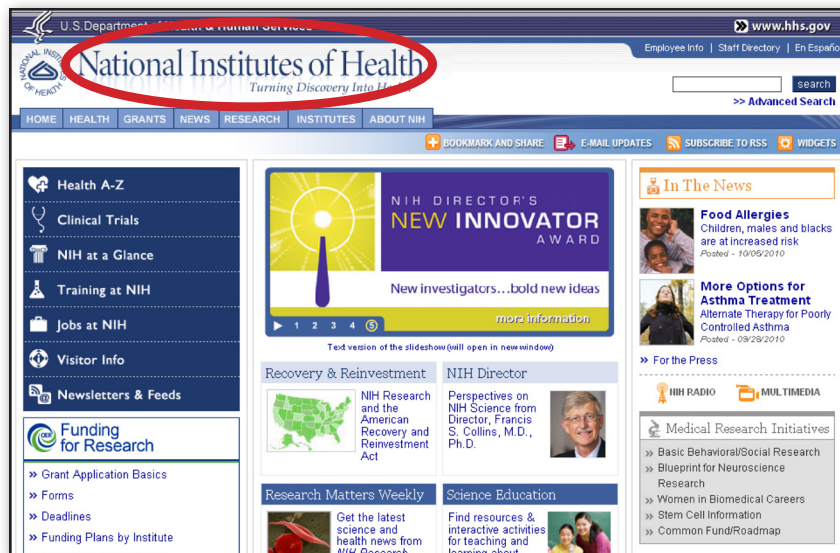 U.S. Department of Health & Human Services
www.hhs.gov
NATIONAL INSTITUTES OF HEALTH
National Institutes of Health
Turning Discovery Into Health
Employee Info | Staff Directory | En Españo
search
>> Advanced Search
HOME HEALTH GRANTS NEWS RESEARCH INSTITUTES ABOUT NIH
BOOKMARK AND SHARE E-MAIL UPDATES SUBSCRIBE TO RSS WIDGETS
Health A-Z
Clinical Trials
NIH at a Glance
Training at NIH
Jobs at NIH
Visitor Info
Newsletters & Feeds
OER
Funding
for Research
» Grant Application Basics
» Forms
» Deadlines
» Funding Plans by Institute
NIH DIRECTOR'S
NEW INNOVATOR
AWARD
New investigators...bold new ideas
more information
1 2 3 4 5
Text version of the slideshow (will open in new window)
Recovery & Reinvestment
NIH Research
and the
American
Recovery and
Reinvestment
Act
NIH Director
Perspectives on
NIH Science from
Director, Francis
S. Collins, M.D.,
Ph.D.
Research Matters Weekly
Get the latest
science and
health news from
NIH Research
Science Education
Find resources &
interactive activities
for teaching and
learning about
In The News
Food Allergies
Children, males and blacks
are at increased risk
Posted - 10/05/2010
More Options for
Asthma Treatment
Alternate Therapy for Poorly
Controlled Asthma
Posted - 09/28/2010
» For the Press
NIH RADIO MULTIMEDIA
Medical Research Initiatives
» Basic Behavioral/Social Research
» Blueprint for Neuroscience
Research
» Women in Biomedical Careers
» Stem Cell Information
» Common Fund/Roadmap